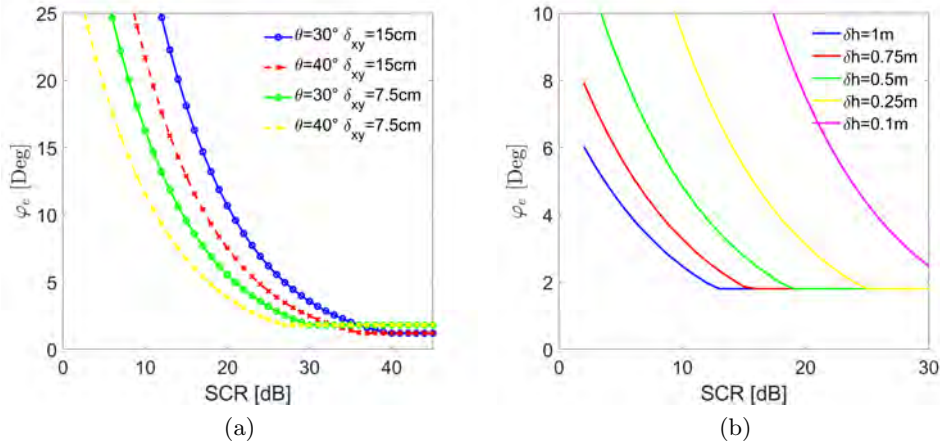 25
20
15
10
5
0
0
10
20
30
40
φe [Deg]
SCR [dB]
θ=30° δxy=15cm
θ=40° δxy=15cm
θ=30° δxy=7.5cm
θ=40° δxy=7.5cm
(a)
10
8
6
4
2
0
0
10
20
30
φe [Deg]
SCR [dB]
δh=1m
δh=0.75m
δh=0.5m
δh=0.25m
δh=0.1m
(b)